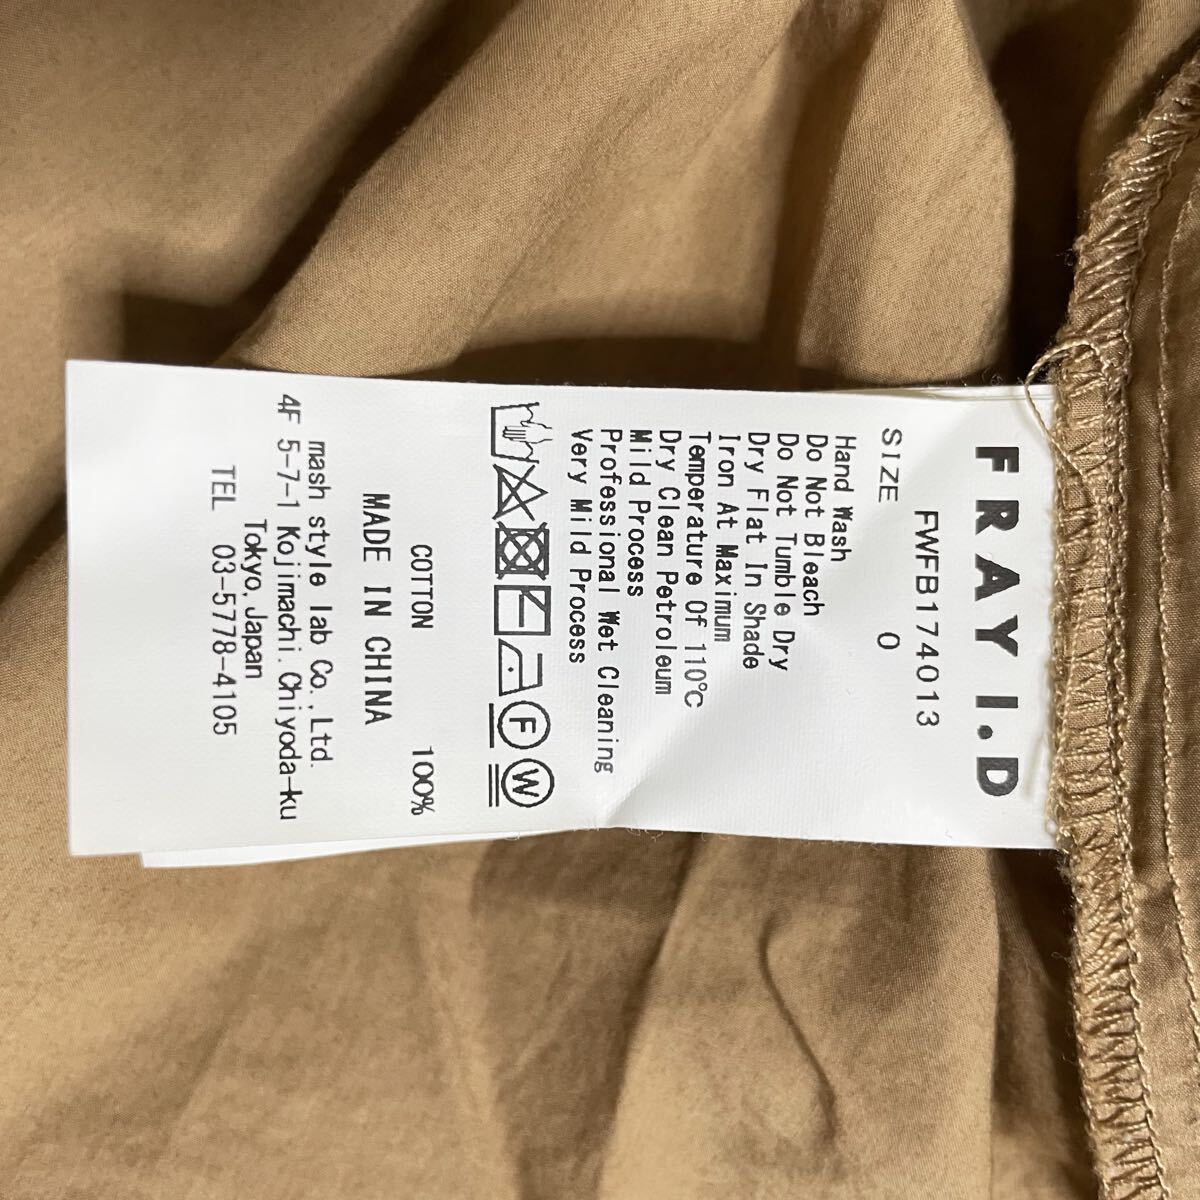 FRAY I.D
FWFB174013
SIZE 0
Hand Wash
Do Not Bleach
Do Not Tumble Dry
Dry Flat In Shade
Iron At Maximum
Temperature Of 110℃
Dry Clean Petroleum
Mild Process
Professional Wet Cleaning
Very Mild Process
F W
COTTON 100%
MADE IN CHINA
mash style lab Co.,Ltd.
4F 5-7-1 Kojimachi.Chiyoda-ku
Tokyo,Japan
TEL 03-5778-4105